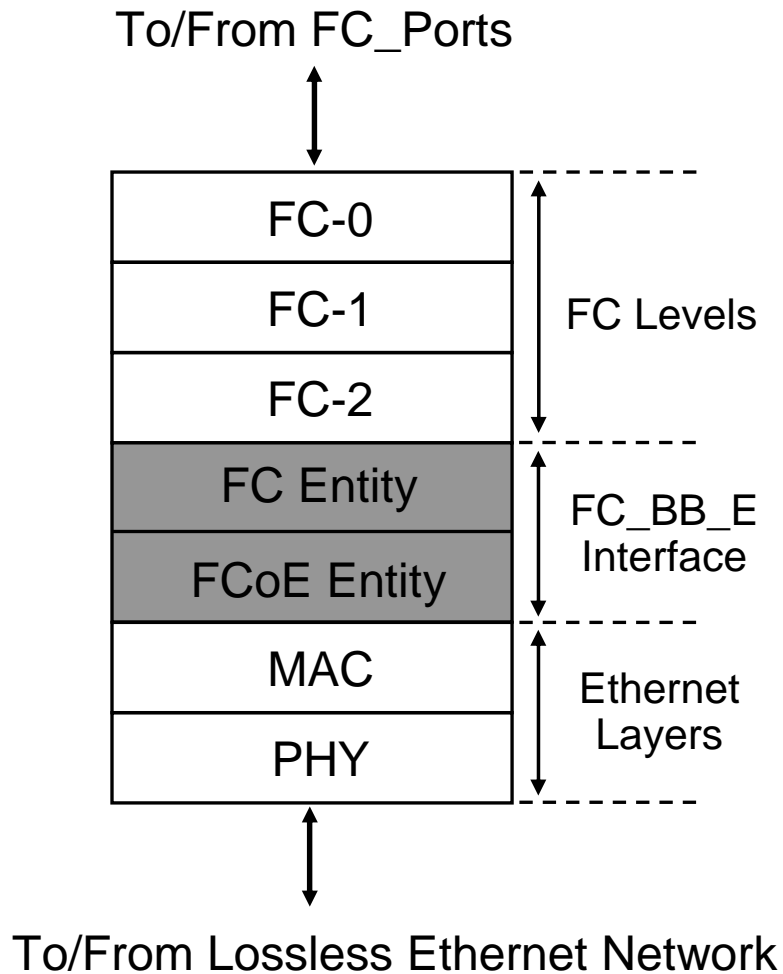 To/From FC_Ports
FC-0
FC-1
FC Levels
FC-2
FC Entity
FC_BB_E
Interface
FCoE Entity
MAC
Ethernet
Layers
PHY
To/From Lossless Ethernet Network